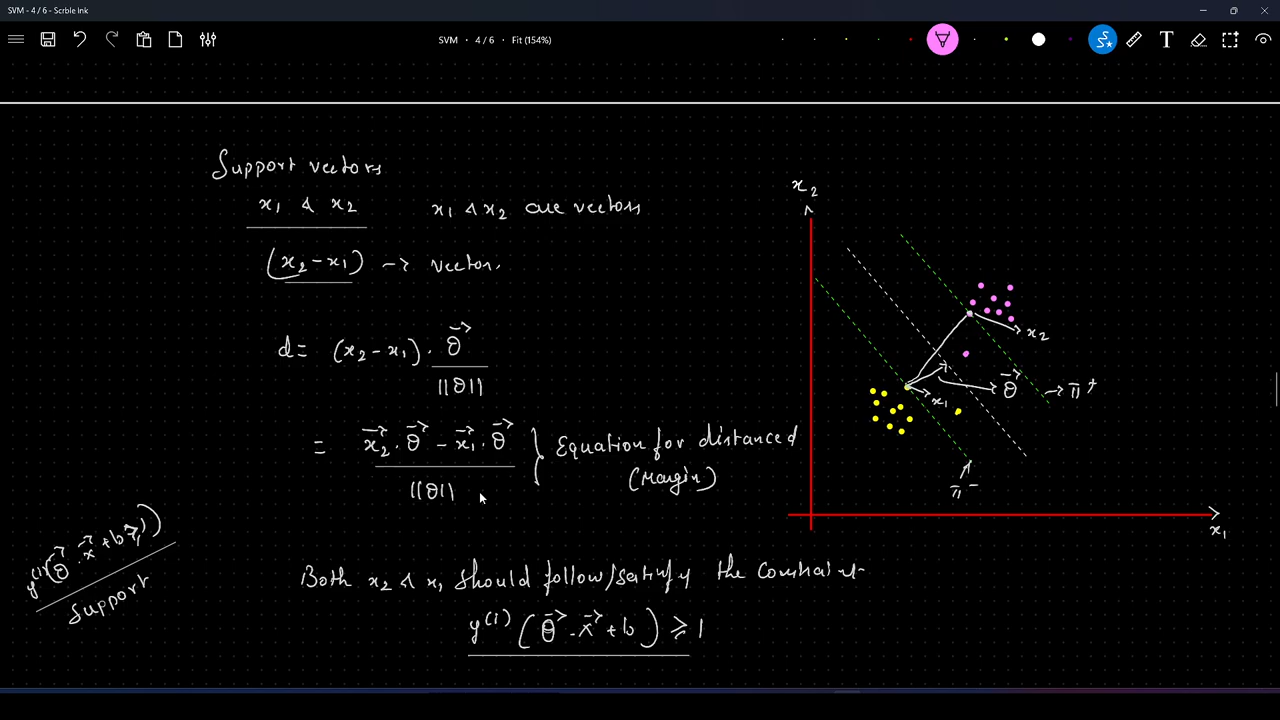 SVM - 4 / 6 - Scrble Ink
SVM • 4 / 6 • Fit (154%)
T
Support vectors
x₁ & x₂ x₁ & x₂ are vectors
(x₂ - x₁) → vector.
d = (x₂ - x₁) · θ⃗ / ||θ||
= x⃗₂ · θ⃗ - x⃗₁ · θ⃗ / ||θ|| } Equation for distanced
(Margin)
Both x₂ & x₁ should follow/satisfy the constraint
y⁽ⁱ⁾ (θ⃗ · x⃗ + b) ≥ 1
Support
x₂
x₂
θ⃗
→ π⁺
x₁
π⁻
x₁